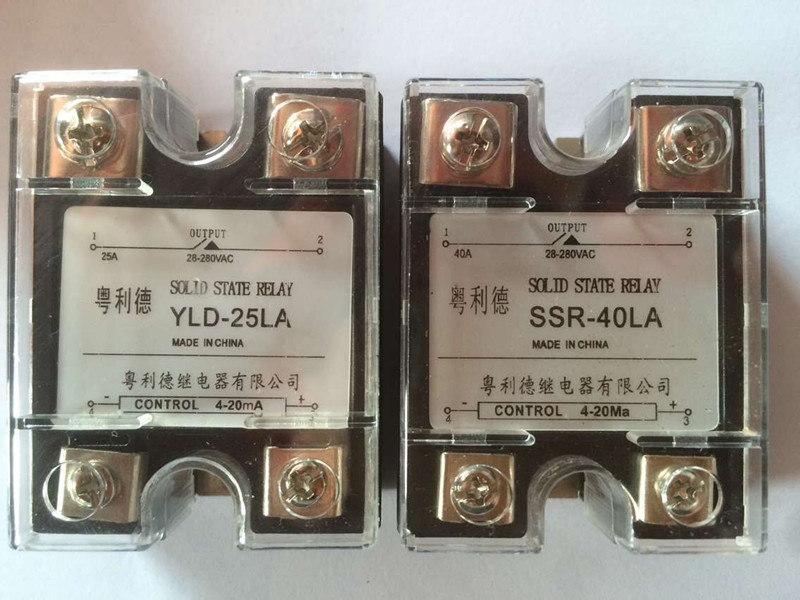 OUTPUT
1 2
25A 28-280VAC
粤利德 SOLID STATE RELAY
YLD-25LA
MADE IN CHINA
粤利德继电器有限公司
- +
4 CONTROL 4-20mA 3
OUTPUT
1 2
40A 28-280VAC
粤利德 SOLID STATE RELAY
SSR-40LA
MADE IN CHINA
粤利德继电器有限公司
- +
4 CONTROL 4-20Ma 3